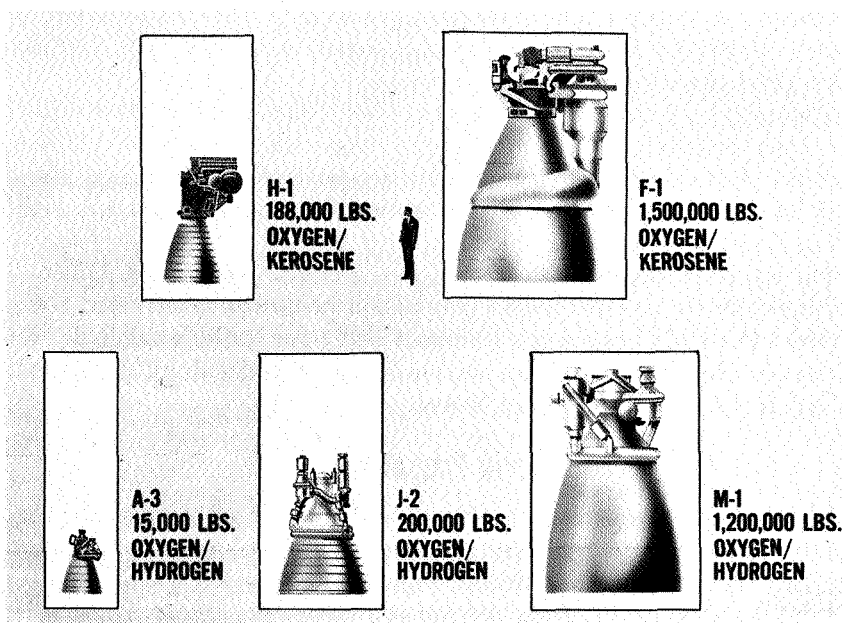 H-1
188,000 LBS.
OXYGEN/
KEROSENE
F-1
1,500,000 LBS.
OXYGEN/
KEROSENE
A-3
15,000 LBS.
OXYGEN/
HYDROGEN
J-2
200,000 LBS.
OXYGEN/
HYDROGEN
M-1
1,200,000 LBS.
OXYGEN/
HYDROGEN